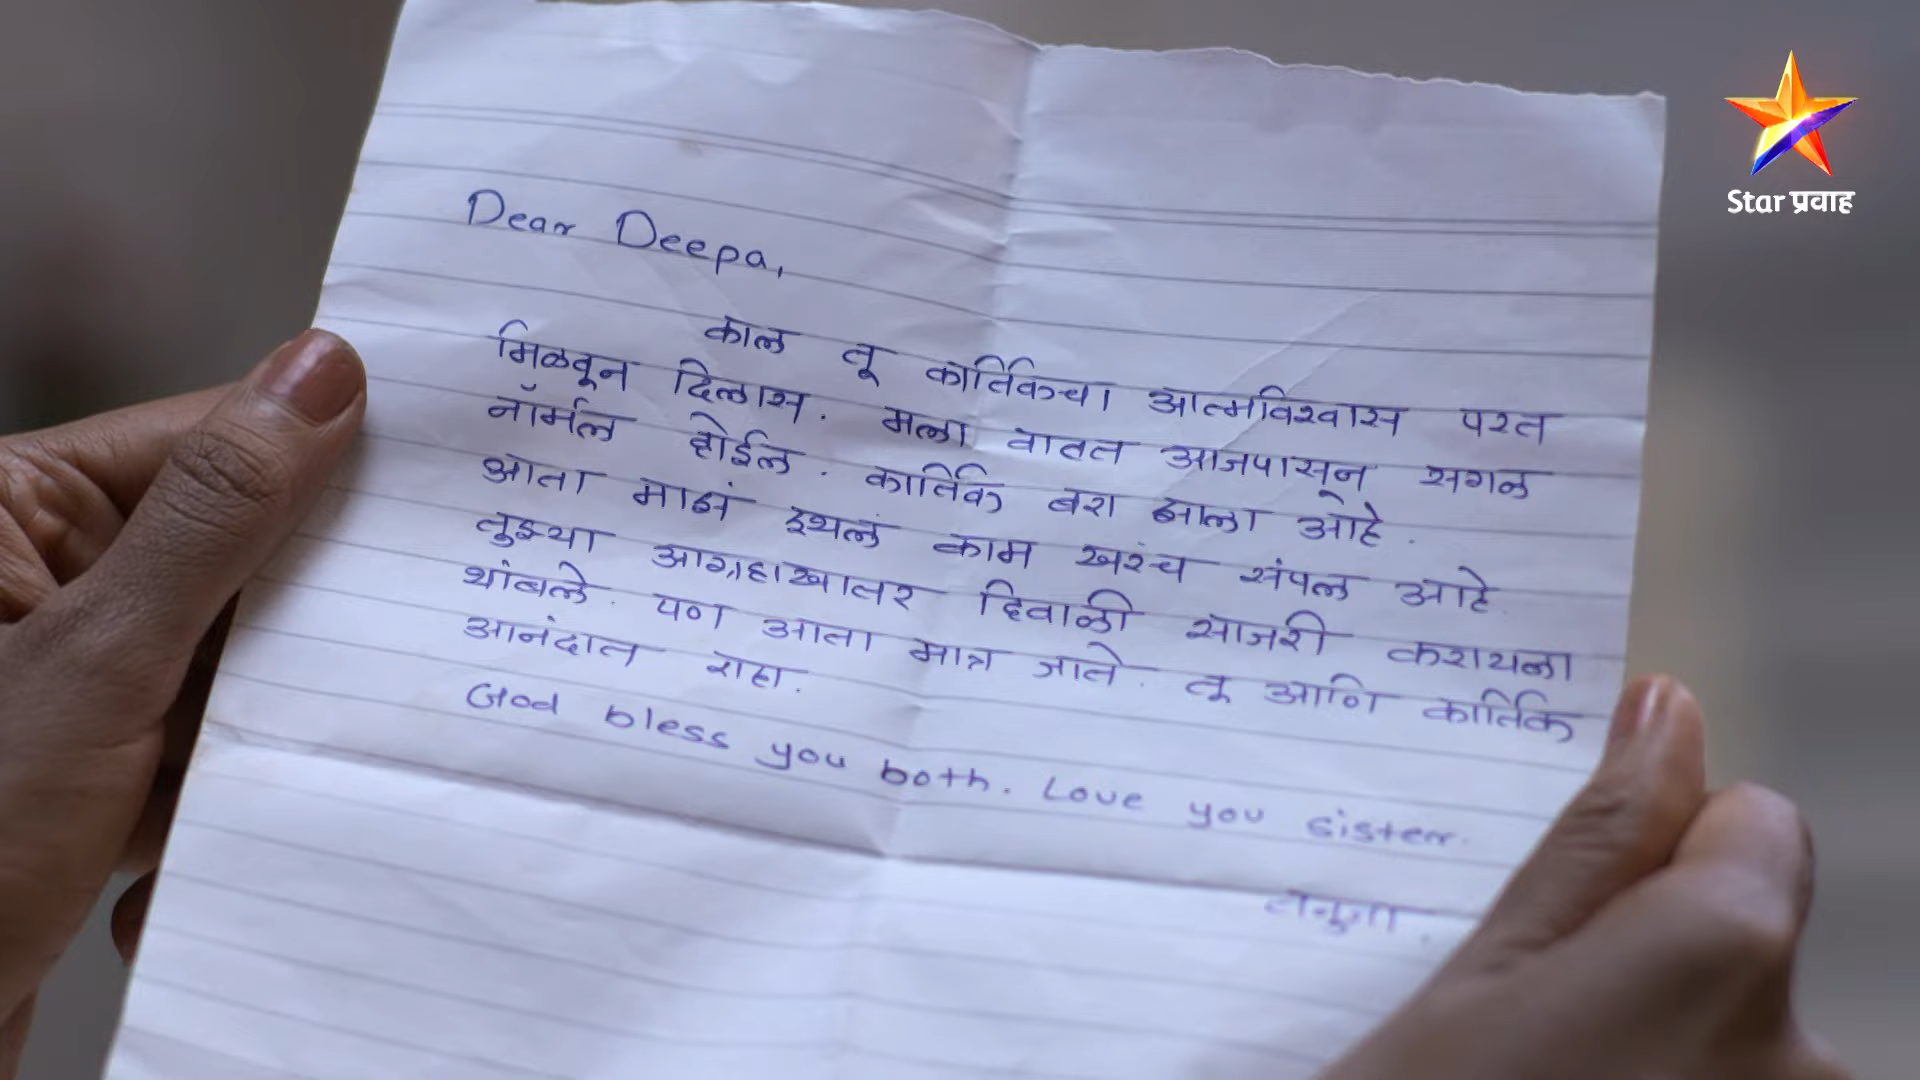 Star प्रवाह
Dear Deepa,
काल तू कार्तिकचा आत्मविश्वास परत
मिळवून दिलास. मला वाटत आजपासून सगळ
नॉर्मल होईल. कार्तिक बरा झाला आहे.
आता माझं इथलं काम खरंच संपल आहे.
तुझ्या आग्रहाखातर दिवाळी साजरी करायला
थांबले. पण आता मात्र जाते. तू आणि कार्तिक
आनंदात राहा.
God bless you both. Love you sister.
तनुजा.